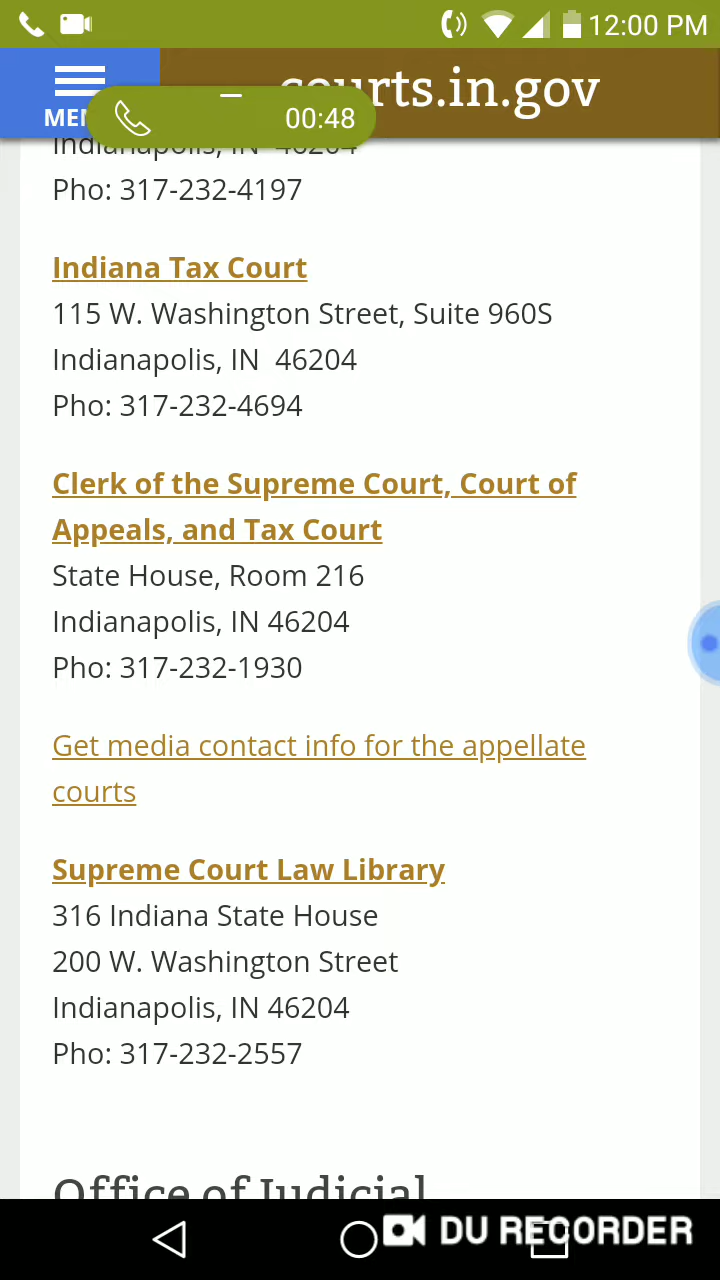 12:00 PM
courts.in.gov
00:48
Indianapolis, IN 46204
Pho: 317-232-4197
Indiana Tax Court
115 W. Washington Street, Suite 960S
Indianapolis, IN 46204
Pho: 317-232-4694
Clerk of the Supreme Court, Court of
Appeals, and Tax Court
State House, Room 216
Indianapolis, IN 46204
Pho: 317-232-1930
Get media contact info for the appellate
courts
Supreme Court Law Library
316 Indiana State House
200 W. Washington Street
Indianapolis, IN 46204
Pho: 317-232-2557
Office of Judicial
DU RECORDER